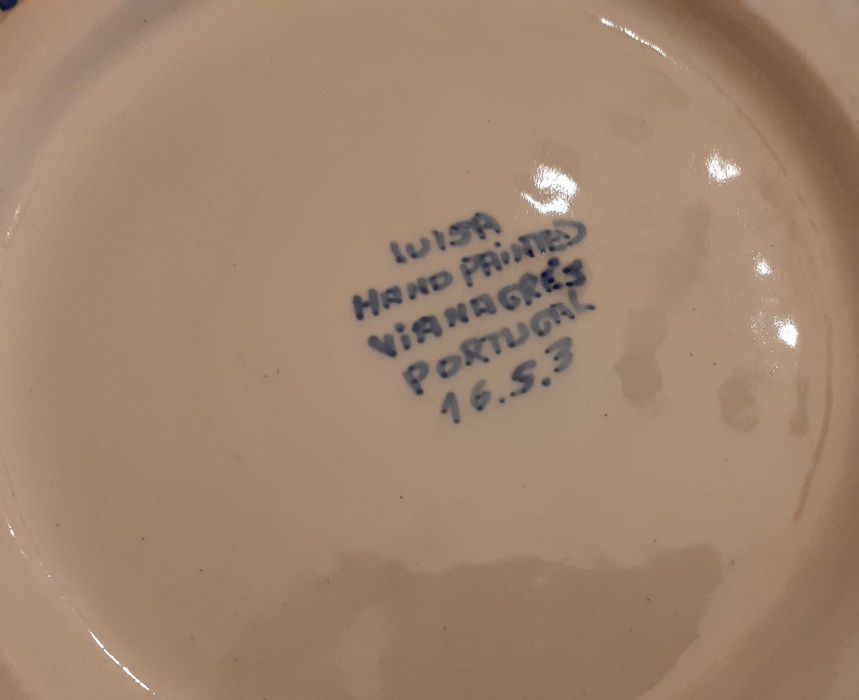 LUISA
HAND PAINTED
VIANAGRÉS
PORTUGAL
16.5.3